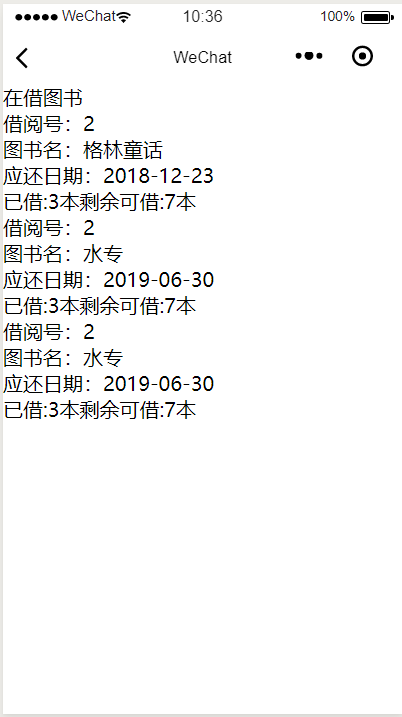 WeChat 10:36 100%
WeChat
在借图书
借阅号：2
图书名：格林童话
应还日期：2018-12-23
已借:3本剩余可借:7本
借阅号：2
图书名：水专
应还日期：2019-06-30
已借:3本剩余可借:7本
借阅号：2
图书名：水专
应还日期：2019-06-30
已借:3本剩余可借:7本